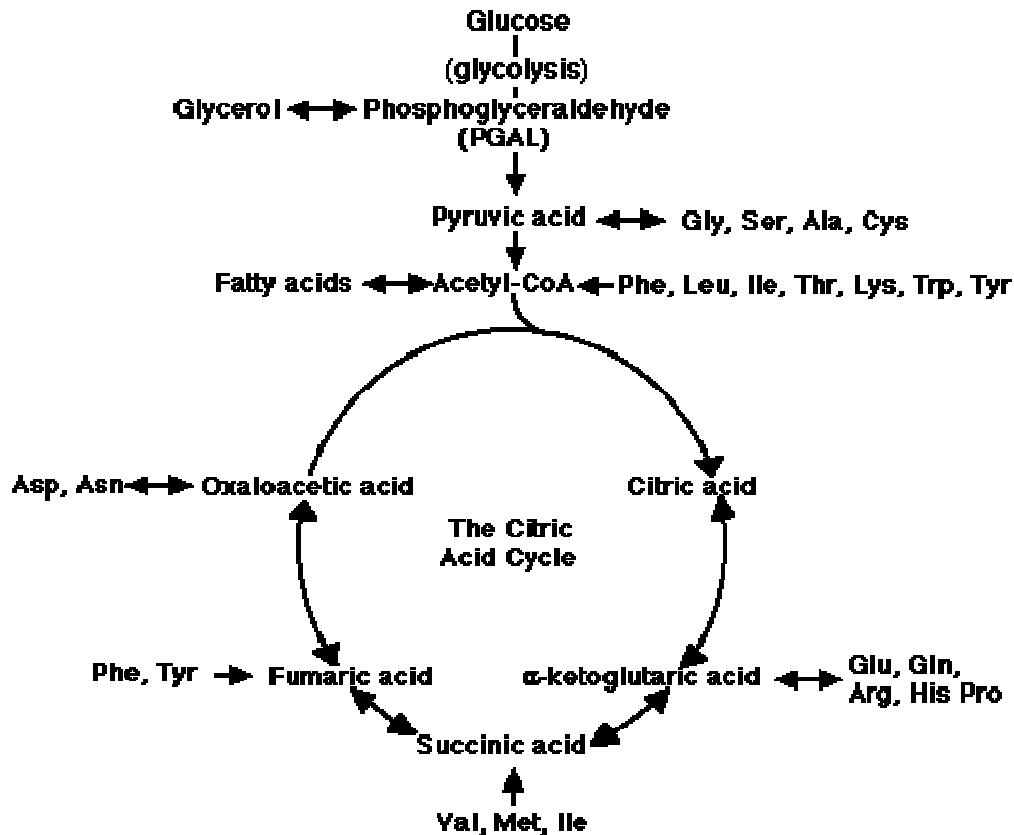 Glucose
(glycolysis)
Glycerol Phosphoglyceraldehyde
(PGAL)
Pyruvic acid Gly, Ser, Ala, Cys
Fatty acids Acetyl-CoA Phe, Leu, Ile, Thr, Lys, Trp, Tyr
Asp, Asn Oxaloacetic acid Citric acid
The Citric
Acid Cycle
Phe, Tyr Fumaric acid α-ketoglutaric acid Glu, Gln,
Arg, His Pro
Succinic acid
Val, Met, Ile